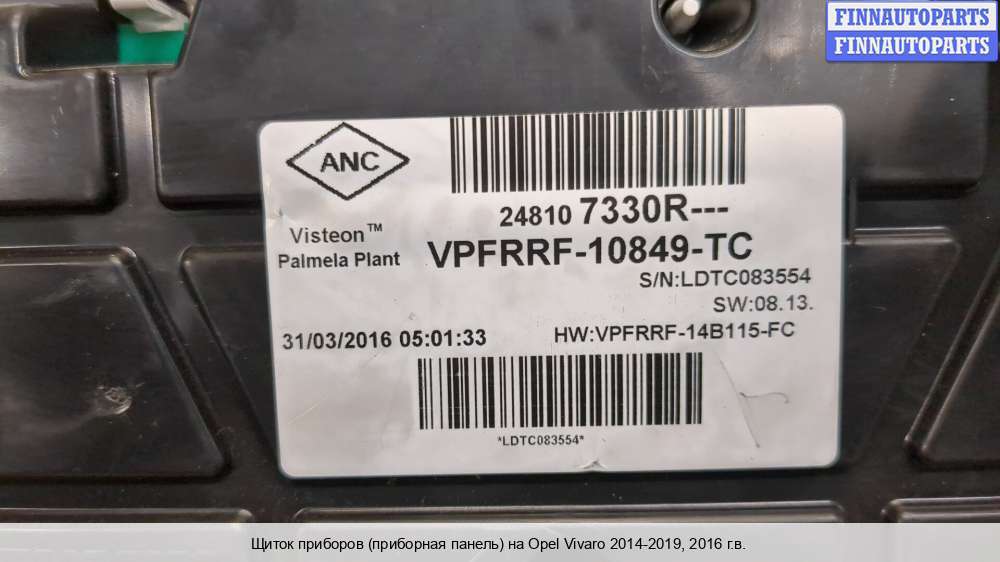 FINNAUTOPARTS
FINNAUTOPARTS
ANC
24810 7330R---
Visteon™
Palmela Plant
VPFRRF-10849-TC
S/N:LDTC083554
SW:08.13.
31/03/2016 05:01:33
HW:VPFRRF-14B115-FC
*LDTC083554*
Щиток приборов (приборная панель) на Opel Vivaro 2014-2019, 2016 г.в.